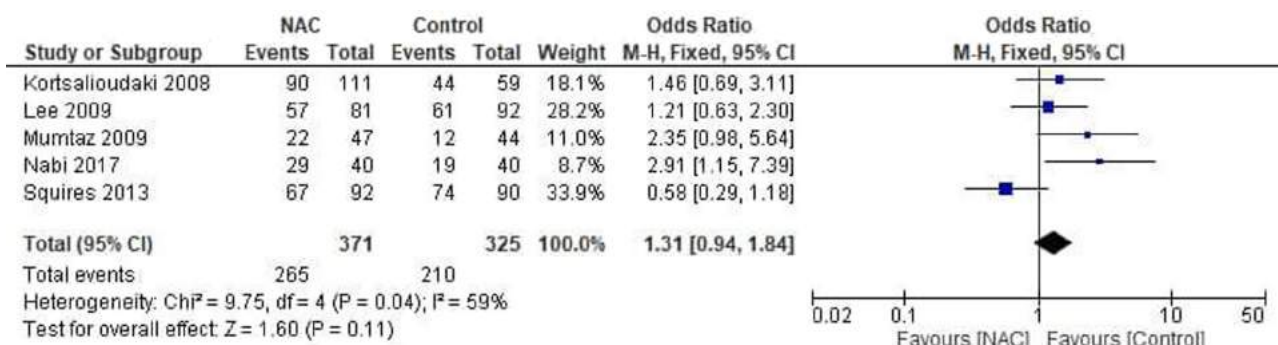 NAC Control Odds Ratio Odds Ratio
Study or Subgroup Events Total Events Total Weight M-H, Fixed, 95% CI M-H, Fixed, 95% CI
Kortsalioudaki 2008 90 111 44 59 18.1% 1.46 [0.69, 3.11]
Lee 2009 57 81 61 92 28.2% 1.21 [0.63, 2.30]
Mumtaz 2009 22 47 12 44 11.0% 2.35 [0.98, 5.64]
Nabi 2017 29 40 19 40 8.7% 2.91 [1.15, 7.39]
Squires 2013 67 92 74 90 33.9% 0.58 [0.29, 1.18]
Total (95% CI) 371 325 100.0% 1.31 [0.94, 1.84]
Total events 265 210
Heterogeneity: Chi² = 9.75, df = 4 (P = 0.04); I² = 59%
Test for overall effect: Z = 1.60 (P = 0.11)
0.02 0.1 1 10 50
Favours [NAC] Favours [Control]